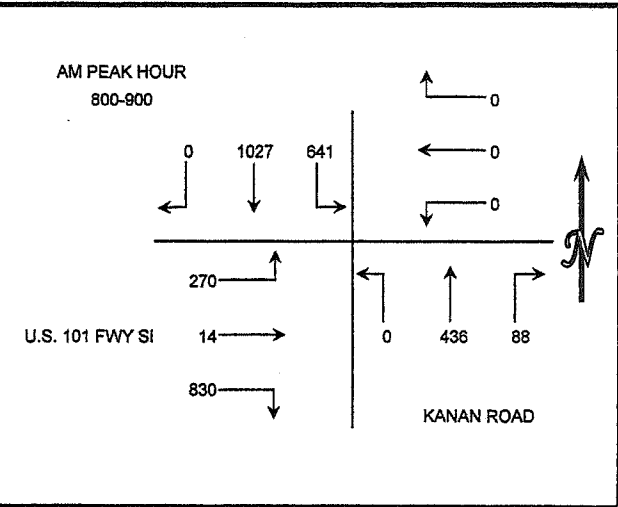 AM PEAK HOUR
800-900
0
0 1027 641
0
0
N
270
U.S. 101 FWY SI
14
0 436 88
830
KANAN ROAD